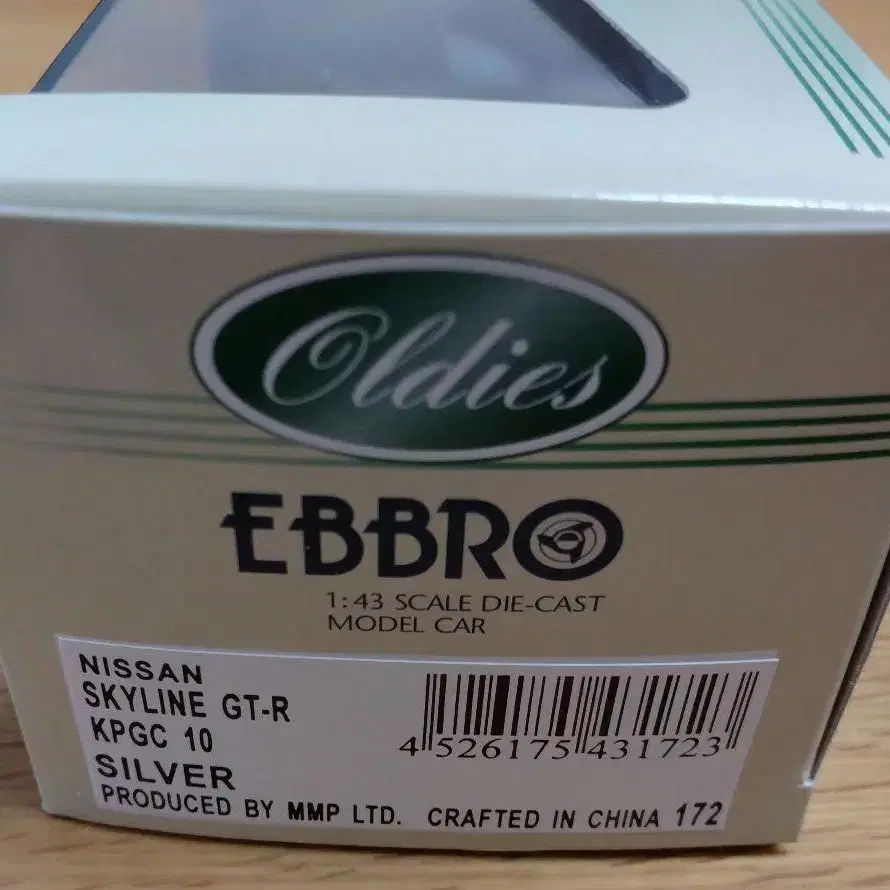 Oldies
EBBRO
1:43 SCALE DIE-CAST
MODEL CAR
NISSAN
SKYLINE GT-R
KPGC 10
SILVER
4 526175 431723
PRODUCED BY MMP LTD. CRAFTED IN CHINA 172